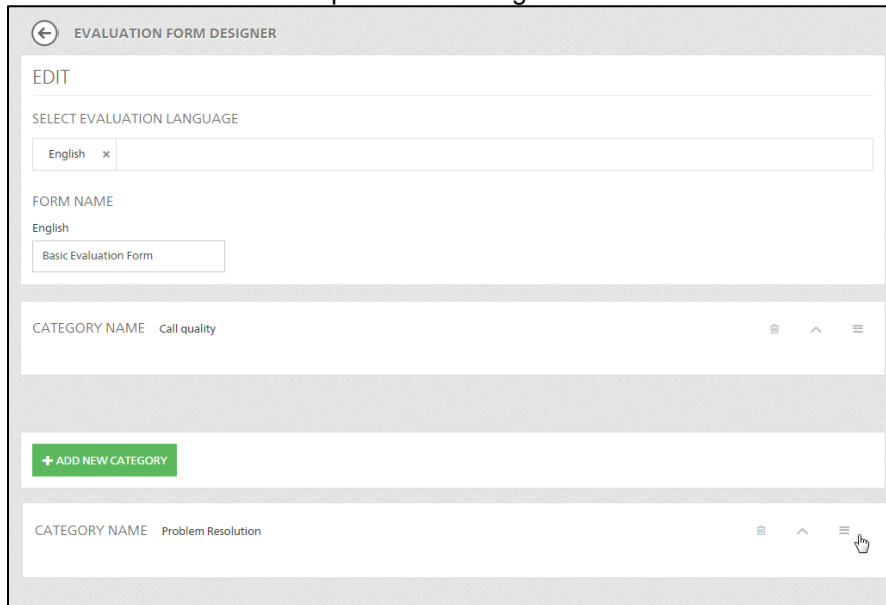 EVALUATION FORM DESIGNER
EDIT
SELECT EVALUATION LANGUAGE
English ×
FORM NAME
English
Basic Evaluation Form
CATEGORY NAME Call quality
+ ADD NEW CATEGORY
CATEGORY NAME Problem Resolution